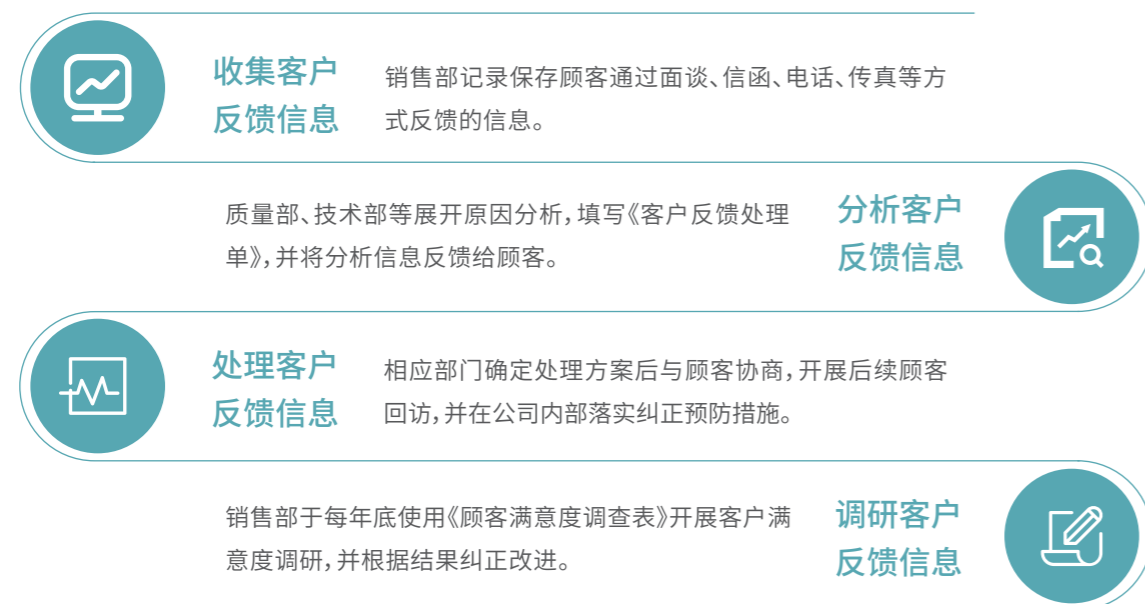 收集客户
反馈信息
销售部记录保存顾客通过面谈、信函、电话、传真等方
式反馈的信息。
质量部、技术部等展开原因分析，填写《客户反馈处理
单》，并将分析信息反馈给顾客。
分析客户
反馈信息
处理客户
反馈信息
相应部门确定处理方案后与顾客协商，开展后续顾客
回访，并在公司内部落实纠正预防措施。
销售部于每年底使用《顾客满意度调查表》开展客户满
意度调研，并根据结果纠正改进。
调研客户
反馈信息